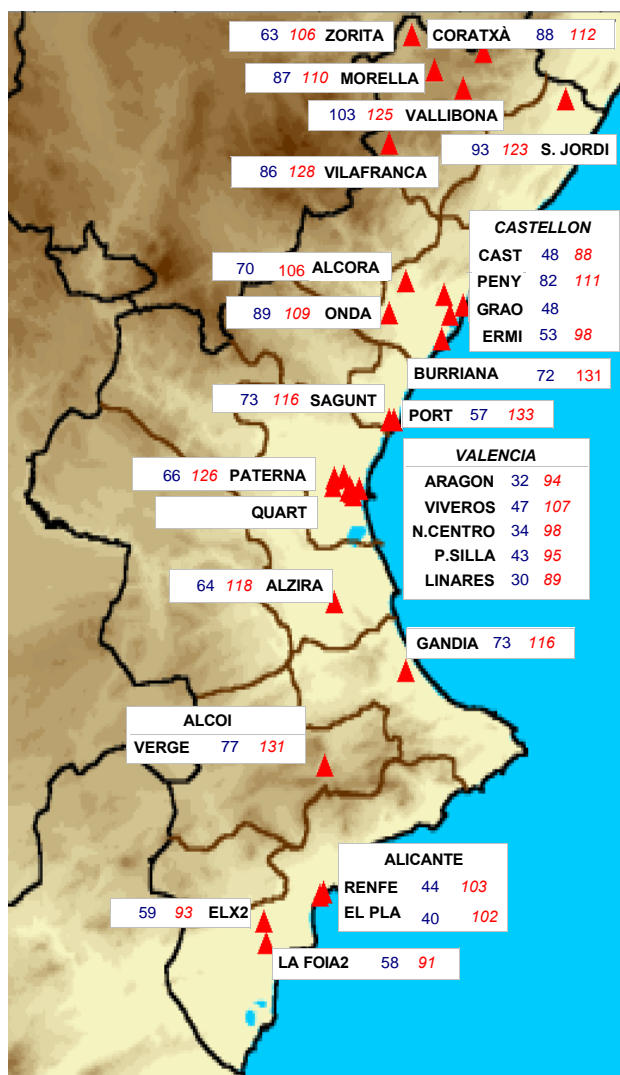 63 106 ZORITA
CORATXÀ 88 112
87 110 MORELLA
103 125 VALLIBONA
93 123 S. JORDI
86 128 VILAFRANCA
CASTELLON
CAST 48 88
PENY 82 111
GRAO 48
ERMI 53 98
70 106 ALCORA
89 109 ONDA
BURRIANA 72 131
73 116 SAGUNT
PORT 57 133
VALENCIA
ARAGON 32 94
VIVEROS 47 107
N.CENTRO 34 98
P.SILLA 43 95
LINARES 30 89
66 126 PATERNA
QUART
64 118 ALZIRA
GANDIA 73 116
ALCOI
VERGE 77 131
ALICANTE
RENFE 44 103
EL PLA 40 102
59 93 ELX2
LA FOIA2 58 91